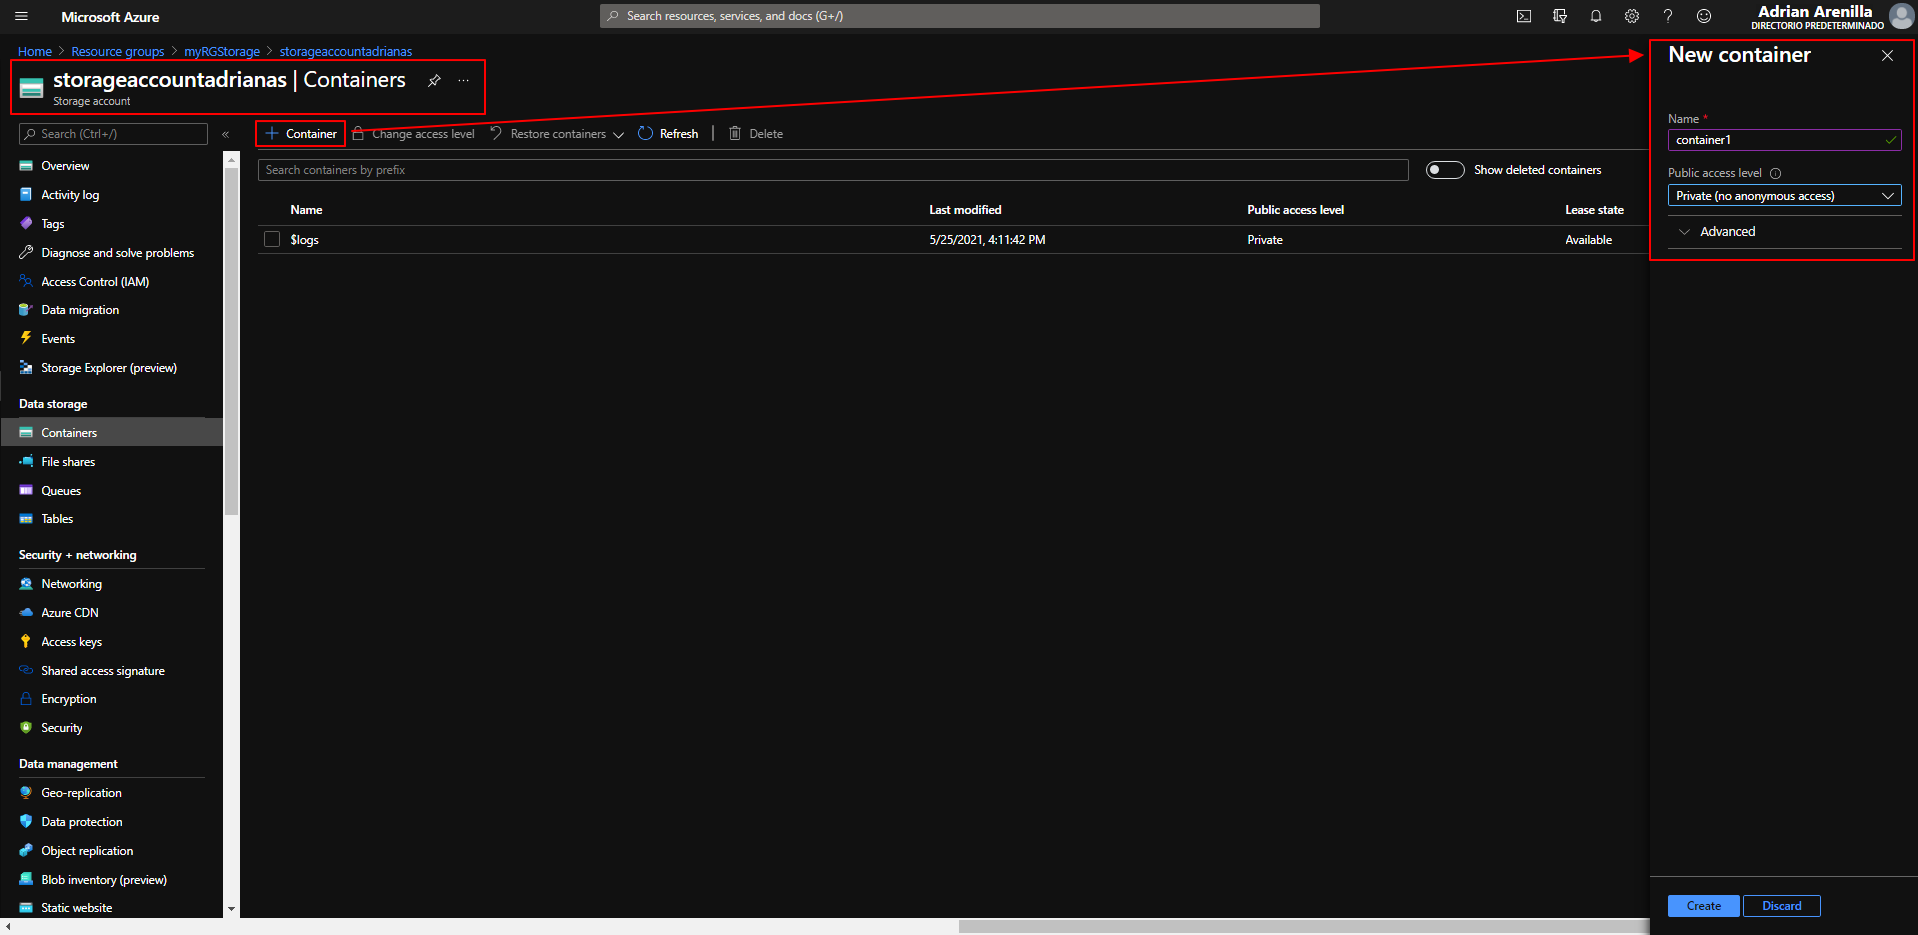 Microsoft Azure
Search resources, services, and docs (G+/)
Adrian Arenilla
DIRECTORIO PREDETERMINADO
Home > Resource groups > myRGStorage > storageaccountadrianas
storageaccountadrianas | Containers
Storage account
Search (Ctrl+/)
Overview
Activity log
Tags
Diagnose and solve problems
Access Control (IAM)
Data migration
Events
Storage Explorer (preview)
Data storage
Containers
File shares
Queues
Tables
Security + networking
Networking
Azure CDN
Access keys
Shared access signature
Encryption
Security
Data management
Geo-replication
Data protection
Object replication
Blob inventory (preview)
Static website
+ Container Change access level Restore containers Refresh | Delete
Search containers by prefix
Show deleted containers
Name Last modified Public access level Lease state
$logs 5/25/2021, 4:11:42 PM Private Available
New container
Name *
container1
Public access level
Private (no anonymous access)
Advanced
Create Discard